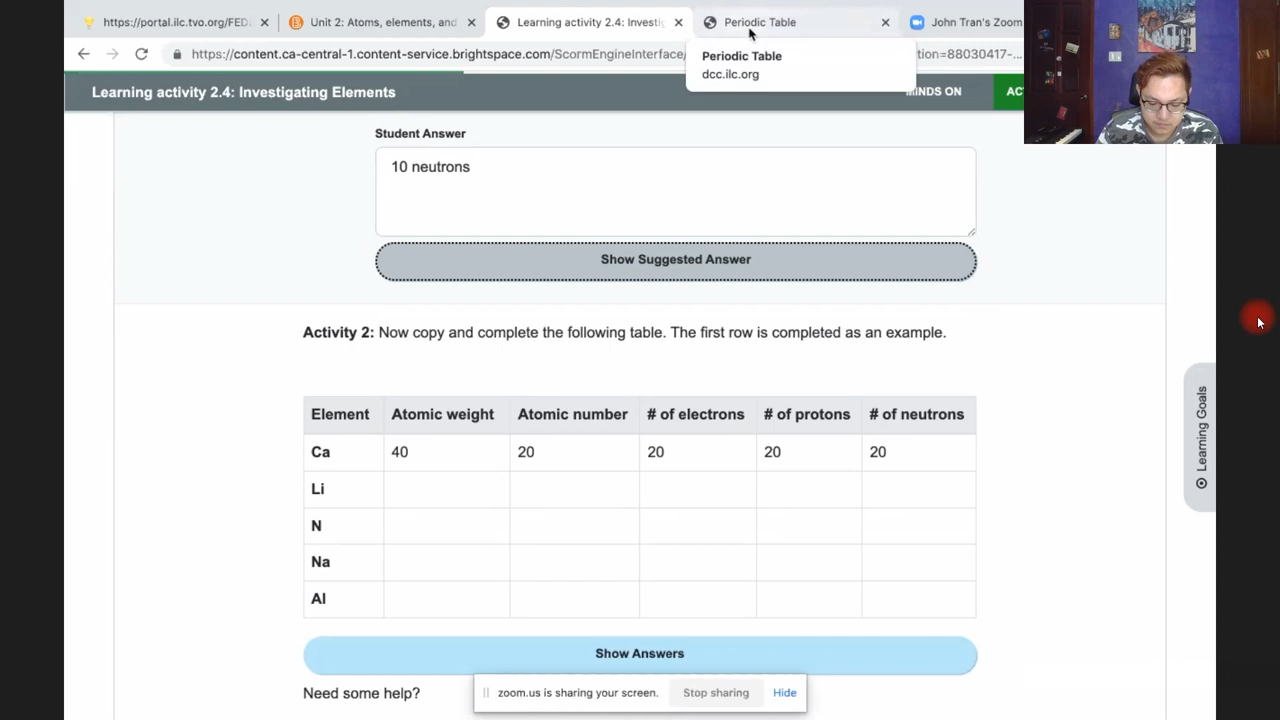 https://portal.ilc.tvo.org/FED
Unit 2: Atoms, elements, and
Learning activity 2.4: Investig
Periodic Table
John Tran's Zoom
https://content.ca-central-1.content-service.brightspace.com/ScormEngineInterface/
tion=88030417-...
Periodic Table
dcc.ilc.org
Learning activity 2.4: Investigating Elements
MINDS ON
AC
Student Answer
10 neutrons
Show Suggested Answer
Activity 2: Now copy and complete the following table. The first row is completed as an example.
Element Atomic weight Atomic number # of electrons # of protons # of neutrons
Ca 40 20 20 20 20
Li
N
Na
Al
Learning Goals
Show Answers
Need some help?
zoom.us is sharing your screen. Stop sharing Hide